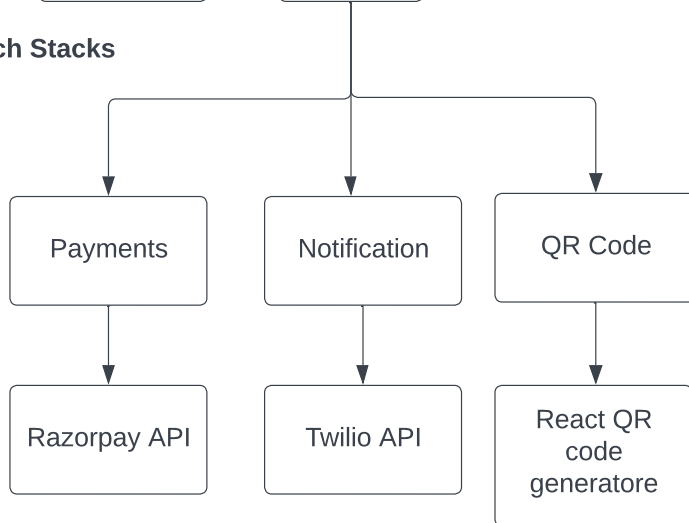 ch Stacks
Payments
Notification
QR Code
Razorpay API
Twilio API
React QR
code
generatore